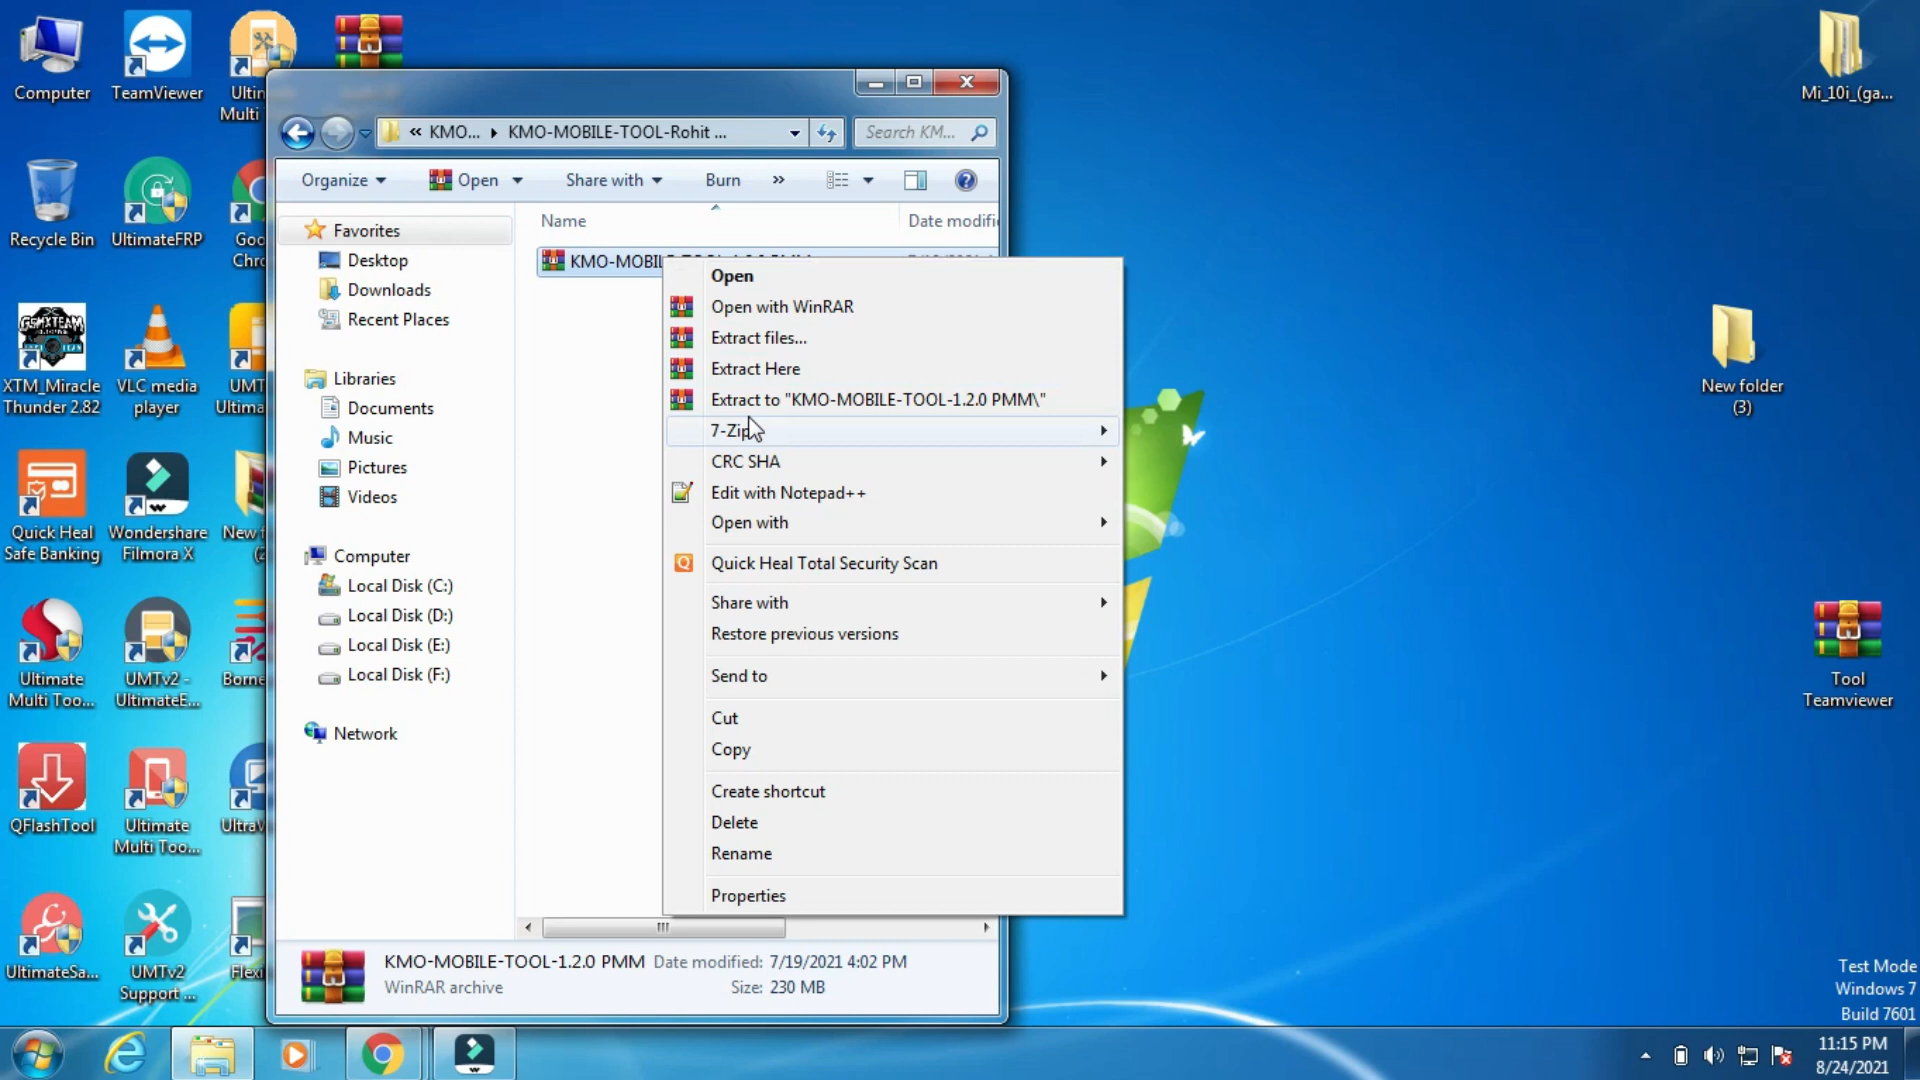 Computer
TeamViewer
Ultim
Multi
Recycle Bin
UltimateFRP
Goo
Chr
XTM_Miracle
Thunder 2.82
VLC media
player
UMT
Ultima
Quick Heal
Safe Banking
Wondershare
Filmora X
New f
(2
Ultimate
Multi Too...
UMTv2 -
UltimateE...
Borne
QFlashTool
Ultimate
Multi Too...
UltraV
UltimateSa...
UMTv2
Support ...
Flexi
« KMO... ▸ KMO-MOBILE-TOOL-Rohit ...
Search KM...
Organize
Open
Share with
Burn
»
Name
Date modifi
Favorites
Desktop
Downloads
Recent Places
Libraries
Documents
Music
Pictures
Videos
Computer
Local Disk (C:)
Local Disk (D:)
Local Disk (E:)
Local Disk (F:)
Network
KMO-MOBIL
Open
Open with WinRAR
Extract files...
Extract Here
Extract to "KMO-MOBILE-TOOL-1.2.0 PMM\"
7-Zip
CRC SHA
Edit with Notepad++
Open with
Quick Heal Total Security Scan
Share with
Restore previous versions
Send to
Cut
Copy
Create shortcut
Delete
Rename
Properties
KMO-MOBILE-TOOL-1.2.0 PMM Date modified: 7/19/2021 4:02 PM
WinRAR archive Size: 230 MB
Mi_10i_(ga...
New folder
(3)
Tool
Teamviewer
Test Mode
Windows 7
Build 7601
11:15 PM
8/24/2021